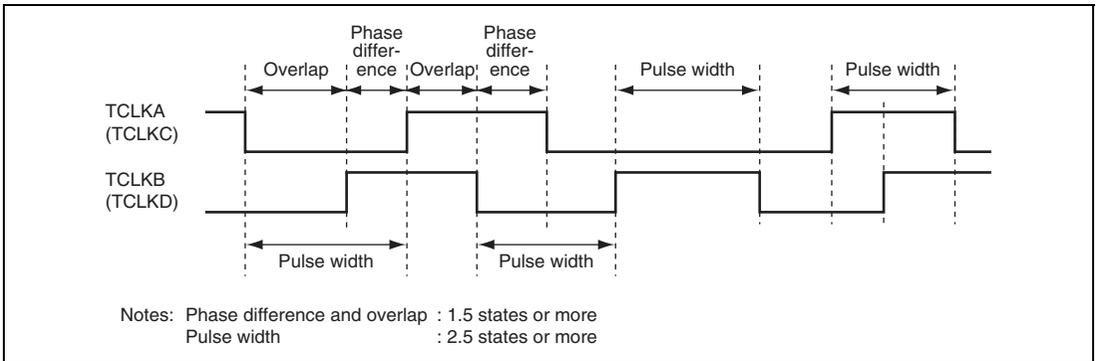 Phase
differ-
ence
Phase
differ-
ence
Overlap
Overlap
Pulse width
Pulse width
TCLKA
(TCLKC)
TCLKB
(TCLKD)
Pulse width
Pulse width
Notes: Phase difference and overlap : 1.5 states or more
Pulse width : 2.5 states or more